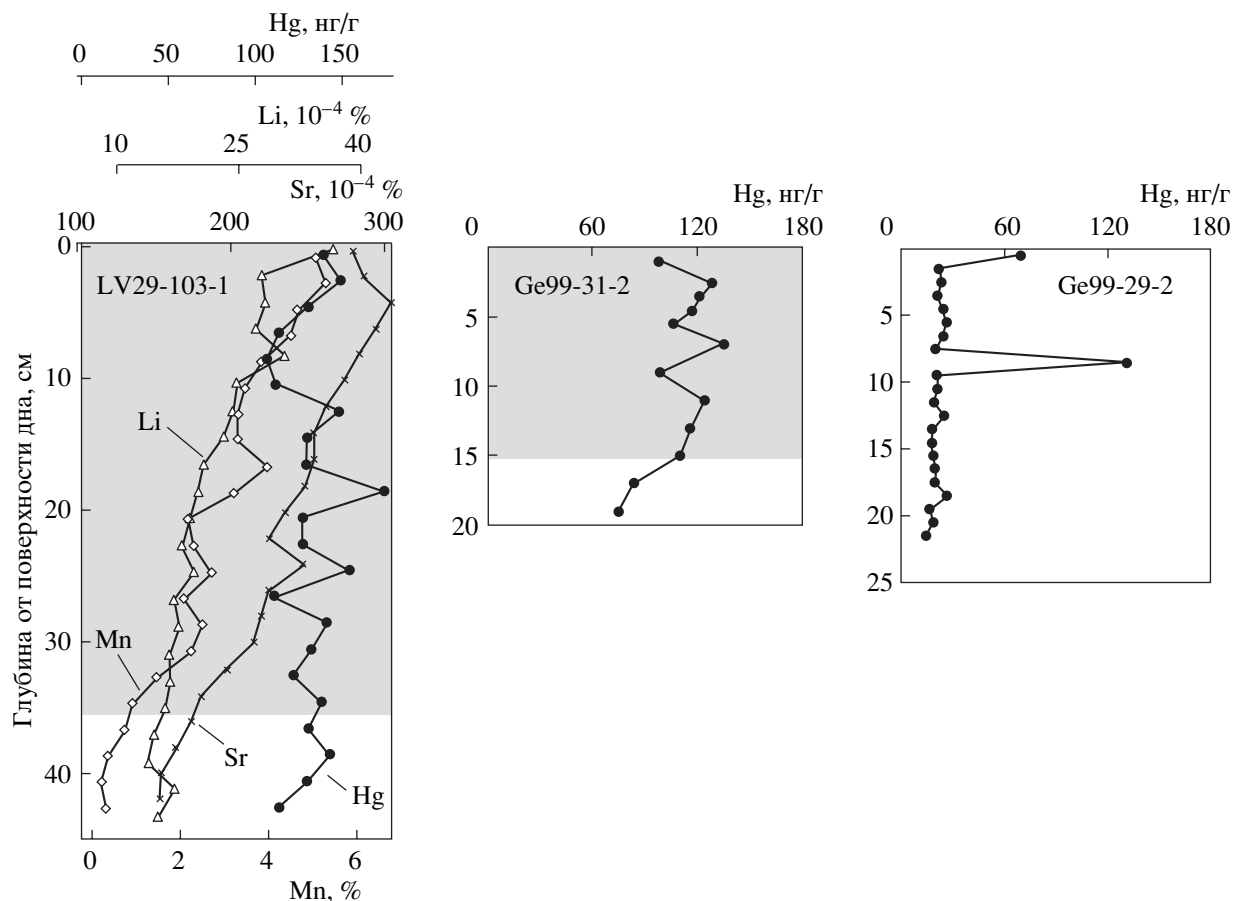 Hg, нг/г
0 50 100 150
Li, 10⁻⁴ %
10 25 40
Sr, 10⁻⁴ %
100 200 300
Глубина от поверхности дна, см
0
10
20
30
40
LV29-103-1
Li
Mn
Sr
Hg
0 2 4 6
Mn, %
Hg, нг/г
0 60 120 180
Ge99-31-2
5
10
15
20
Hg, нг/г
0 60 120 180
Ge99-29-2
5
10
15
20
25